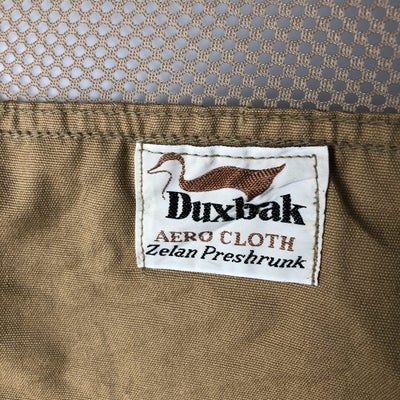 Duxbak
AERO CLOTH
Zelan Preshrunk